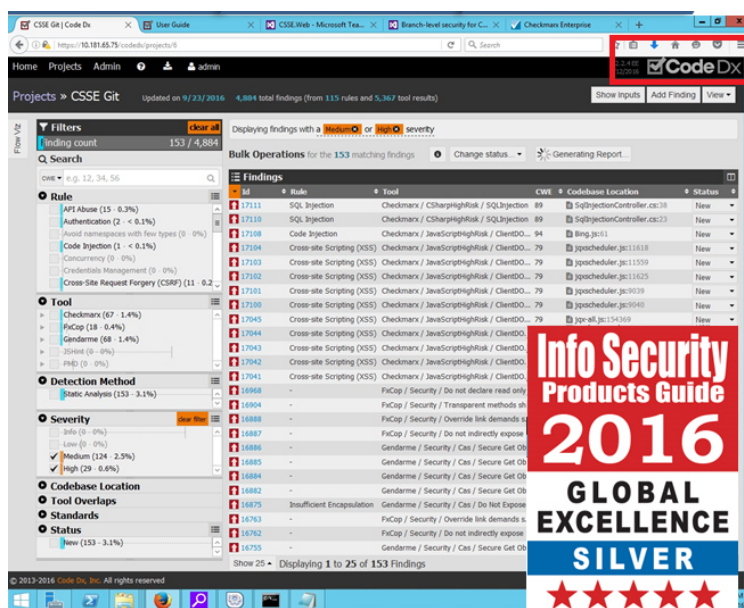 CSSE Git | Code Dx
User Guide
CSSE.Web - Microsoft Tea...
Branch-level security for C...
Checkmarx Enterprise
https://10.181.65.75/codedx/projects/6
Search
Home Projects Admin admin
12/2016
Code Dx
Projects » CSSE Git Updated on 9/23/2016 4,884 total findings (from 115 rules and 5,367 tool results)
Show Inputs Add Finding View
Flow Viz
Filters clear all
finding count 153 / 4,884
Search
CWE e.g. 12, 34, 56
Rule
API Abuse (15 · 0.3%)
Authentication (2 · < 0.1%)
Avoid namespaces with few types (0 · 0%)
Code Injection (1 · < 0.1%)
Concurrency (0 · 0%)
Credentials Management (0 · 0%)
Cross-Site Request Forgery (CSRF) (11 · 0.2
Tool
Checkmarx (67 · 1.4%)
FxCop (18 · 0.4%)
Gendarme (68 · 1.4%)
JSHint (0 · 0%)
PMD (0 · 0%)
Detection Method
Static Analysis (153 · 3.1%)
Severity clear filter
Info (0 · 0%)
Low (0 · 0%)
Medium (124 · 2.5%)
High (29 · 0.6%)
Codebase Location
Tool Overlaps
Standards
Status
New (153 · 3.1%)
Displaying findings with a Medium or High severity
Bulk Operations for the 153 matching findings Change status... Generating Report...
Findings
Id Rule Tool CWE Codebase Location Status
17111 SQL Injection Checkmarx / CSharpHighRisk / SQLInjection 89 SqlInjectionController.cs:38 New
17110 SQL Injection Checkmarx / CSharpHighRisk / SQLInjection 89 SqlInjectionController.cs:23 New
17108 Code Injection Checkmarx / JavaScriptHighRisk / ClientDO... 94 Bing.js:61 New
17104 Cross-site Scripting (XSS) Checkmarx / JavaScriptHighRisk / ClientDO... 79 jqxscheduler.js:11618 New
17103 Cross-site Scripting (XSS) Checkmarx / JavaScriptHighRisk / ClientDO... 79 jqxscheduler.js:11559 New
17102 Cross-site Scripting (XSS) Checkmarx / JavaScriptHighRisk / ClientDO... 79 jqxscheduler.js:11625 New
17101 Cross-site Scripting (XSS) Checkmarx / JavaScriptHighRisk / ClientDO... 79 jqxscheduler.js:9039 New
17100 Cross-site Scripting (XSS) Checkmarx / JavaScriptHighRisk / ClientDO... 79 jqxscheduler.js:9040 New
17045 Cross-site Scripting (XSS) Checkmarx / JavaScriptHighRisk / ClientDO... 79 jqx-all.js:154369 New
17044 Cross-site Scripting (XSS) Checkmarx / JavaScriptHighRisk / ClientDO.
17043 Cross-site Scripting (XSS) Checkmarx / JavaScriptHighRisk / ClientDO.
17042 Cross-site Scripting (XSS) Checkmarx / JavaScriptHighRisk / ClientDO.
17041 Cross-site Scripting (XSS) Checkmarx / JavaScriptHighRisk / ClientDO.
16968 - FxCop / Security / Do not declare read only
16904 - FxCop / Security / Transparent methods sh
16888 - FxCop / Security / Override link demands s
16887 - FxCop / Security / Do not indirectly expose
16886 - Gendarme / Security / Cas / Secure Get Ob
16885 - Gendarme / Security / Cas / Secure Get Ob
16884 - Gendarme / Security / Cas / Secure Get Ob
16882 - Gendarme / Security / Cas / Secure Get Ob
16875 Insufficient Encapsulation Gendarme / Security / Cas / Do Not Expose
16763 - FxCop / Security / Override link demands s
16762 - FxCop / Security / Do not indirectly expose
16755 - Gendarme / Security / Cas / Secure Get Ob
Show 25 Displaying 1 to 25 of 153 Findings
© 2013-2016 Code Dx, Inc. All rights reserved
Info Security
Products Guide
2016
GLOBAL
EXCELLENCE
SILVER